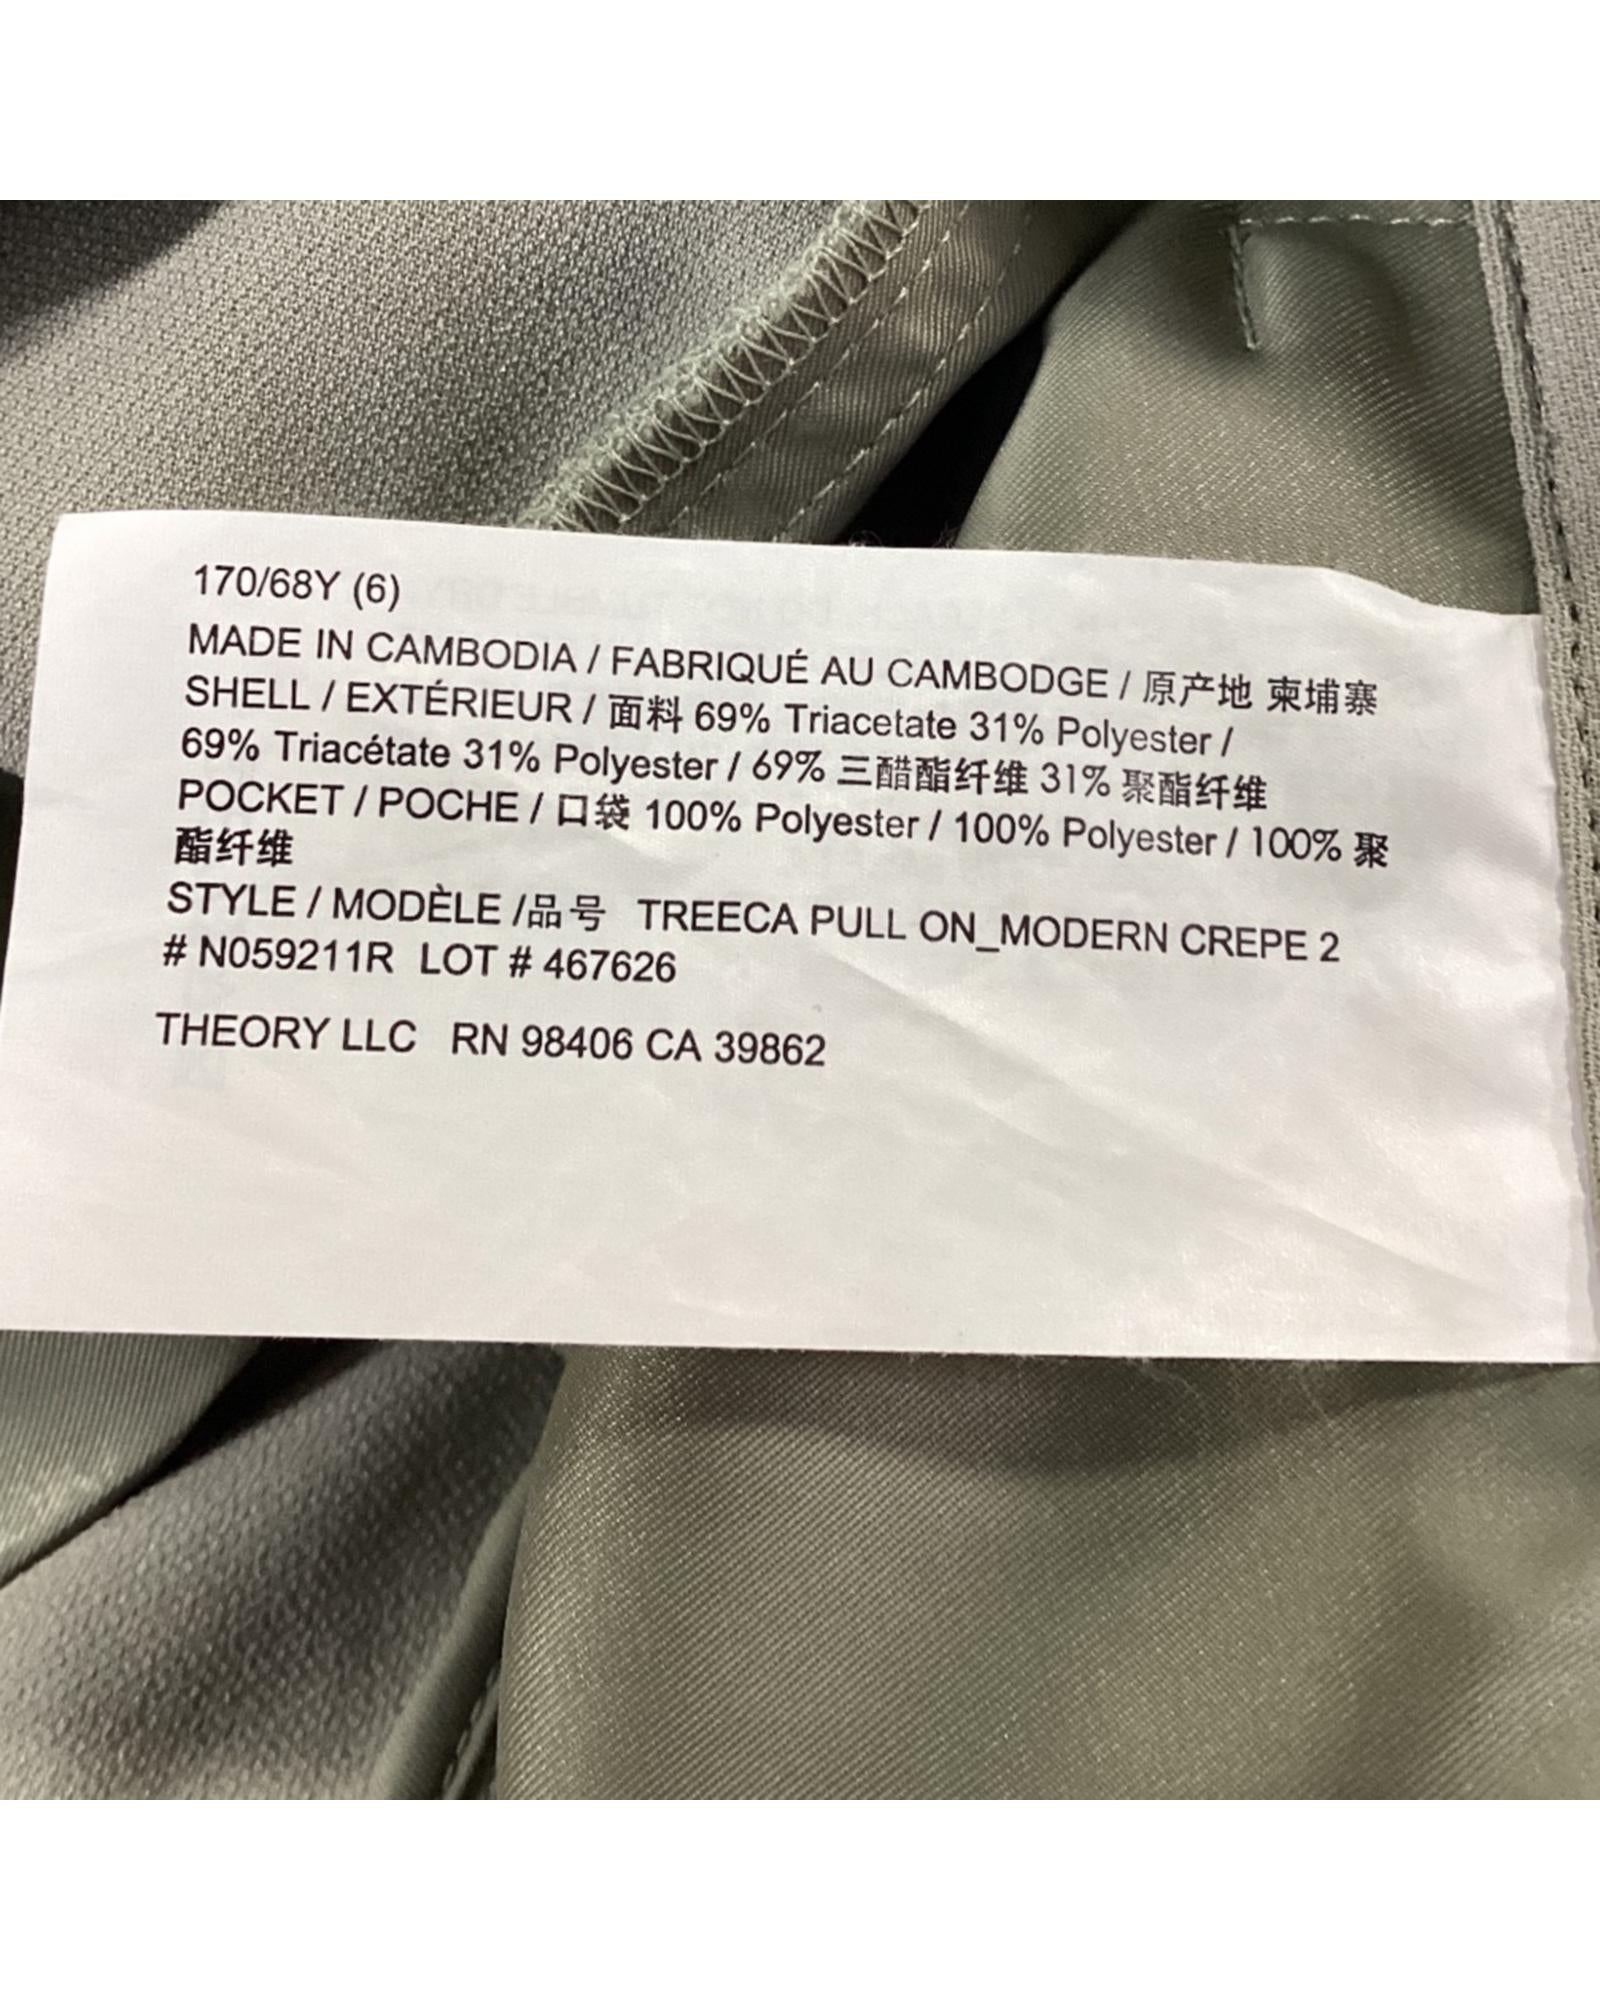 170/68Y (6)
MADE IN CAMBODIA / FABRIQUÉ AU CAMBODGE / 原产地 柬埔寨
SHELL / EXTÉRIEUR / 面料 69% Triacetate 31% Polyester /
69% Triacétate 31% Polyester / 69% 三醋酯纤维 31% 聚酯纤维
POCKET / POCHE / 口袋 100% Polyester / 100% Polyester / 100% 聚
酯纤维
STYLE / MODÈLE /品号 TREECA PULL ON_MODERN CREPE 2
# N059211R LOT # 467626
THEORY LLC RN 98406 CA 39862